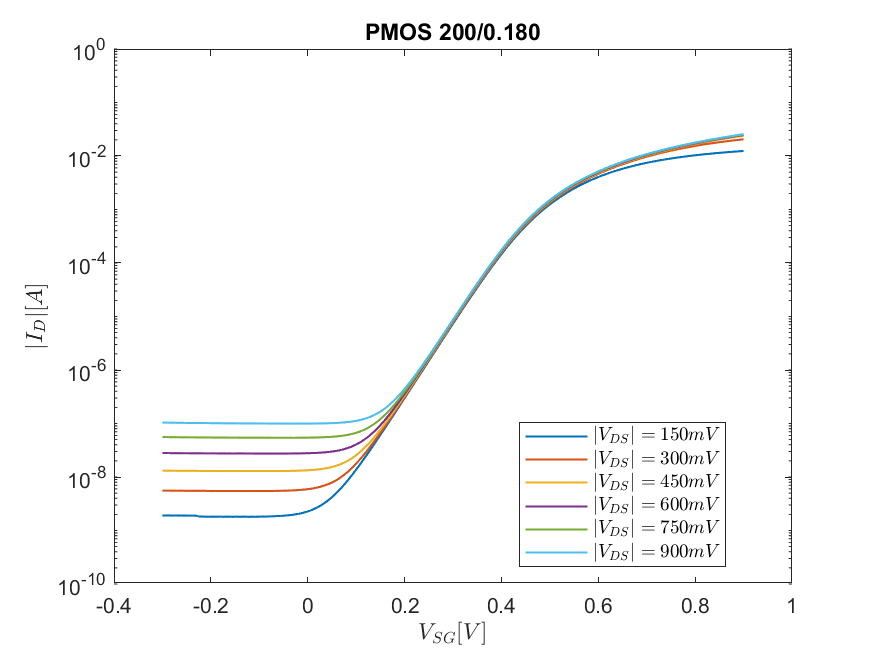 PMOS 200/0.180
10^0
10^-2
10^-4
10^-6
10^-8
10^-10
|I_D|[A]
|V_DS| = 150mV
|V_DS| = 300mV
|V_DS| = 450mV
|V_DS| = 600mV
|V_DS| = 750mV
|V_DS| = 900mV
-0.4 -0.2 0 0.2 0.4 0.6 0.8 1
V_SG[V]